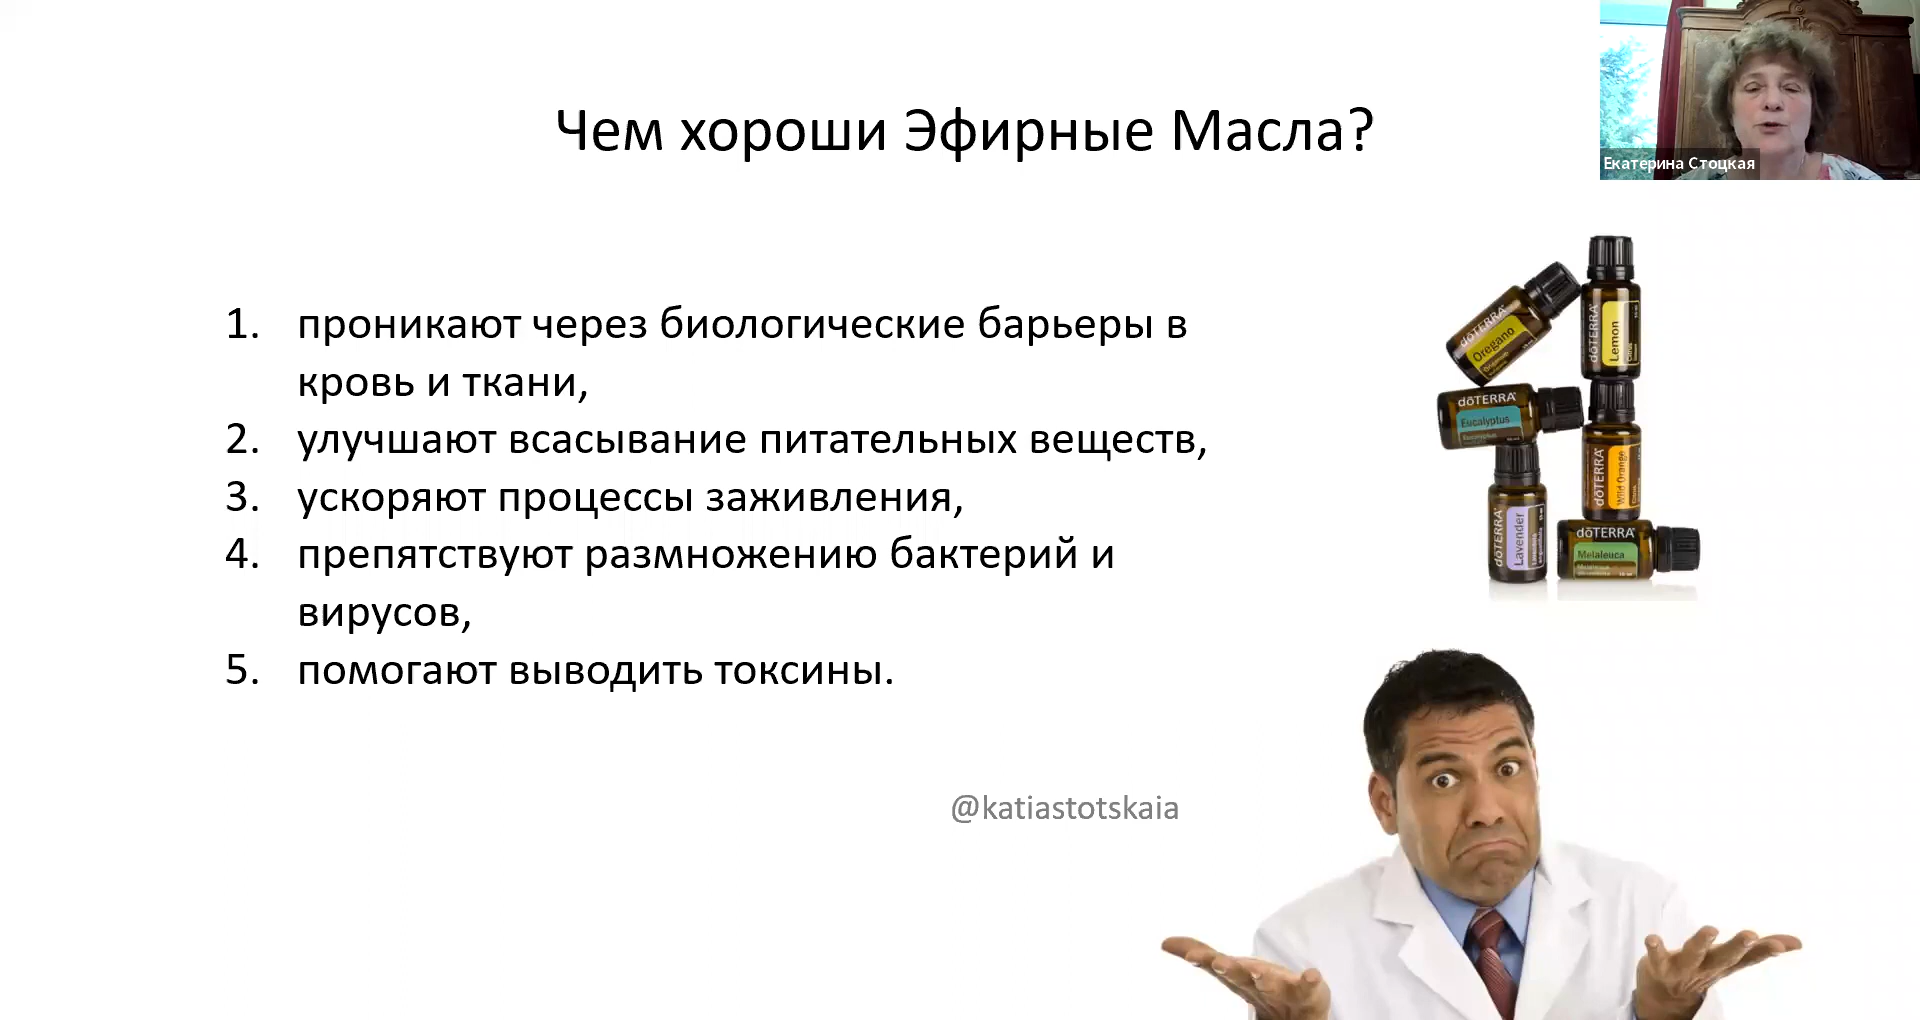 Чем хороши Эфирные Масла?
Екатерина Стоцкая
1. проникают через биологические барьеры в
кровь и ткани,
2. улучшают всасывание питательных веществ,
3. ускоряют процессы заживления,
4. препятствуют размножению бактерий и
вирусов,
5. помогают выводить токсины.
dōTERRA
Oregano
dōTERRA
Lemon
dōTERRA
Eucalyptus
dōTERRA
Wild Orange
dōTERRA
Lavender
dōTERRA
Melaleuca
@katiastotskaia